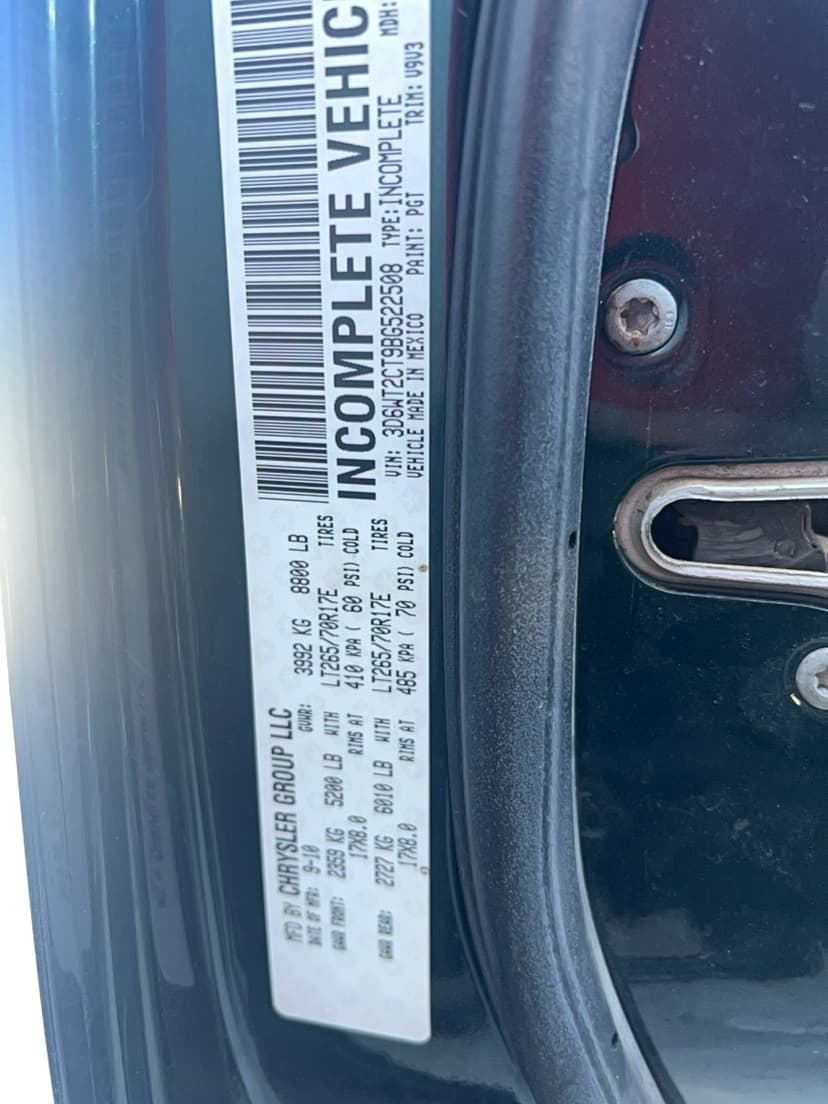 MFD BY CHRYSLER GROUP LLC
DATE OF MFR: 9-10 GVWR: 3992 KG 8800 LB
GAWR FRONT: 2359 KG 5200 LB WITH LT265/70R17E TIRES
17X8.0 RIMS AT 410 KPA ( 60 PSI) COLD
GAWR REAR: 2727 KG 6010 LB WITH LT265/70R17E TIRES
17X8.0 RIMS AT 485 KPA ( 70 PSI) COLD
INCOMPLETE VEHIC
VIN: 3D6WT2CT9BG522508 TYPE: INCOMPLETE MDH:
VEHICLE MADE IN MEXICO PAINT: PGT TRIM: V9V3